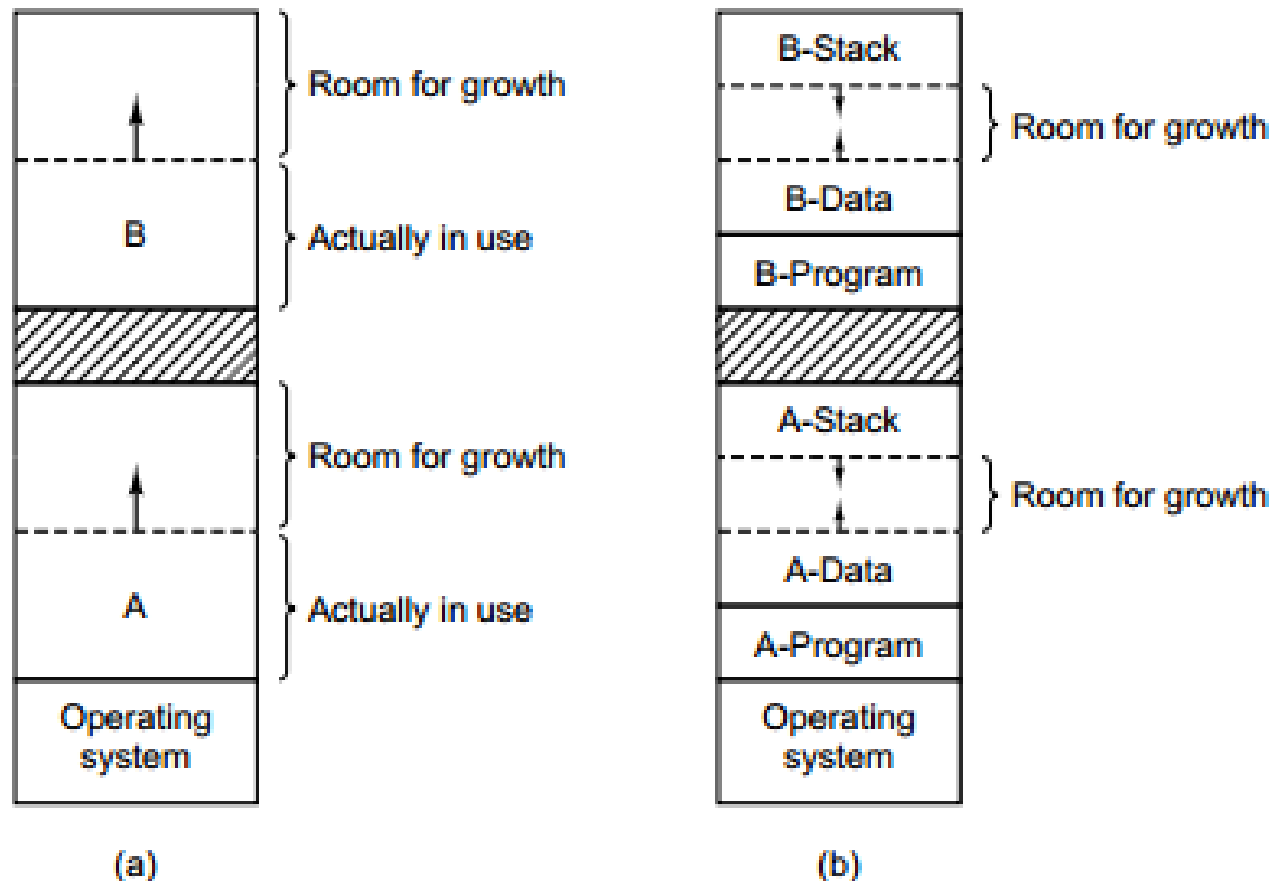 Room for growth
B
Actually in use
Room for growth
A
Actually in use
Operating
system
(a)
B-Stack
Room for growth
B-Data
B-Program
A-Stack
Room for growth
A-Data
A-Program
Operating
system
(b)